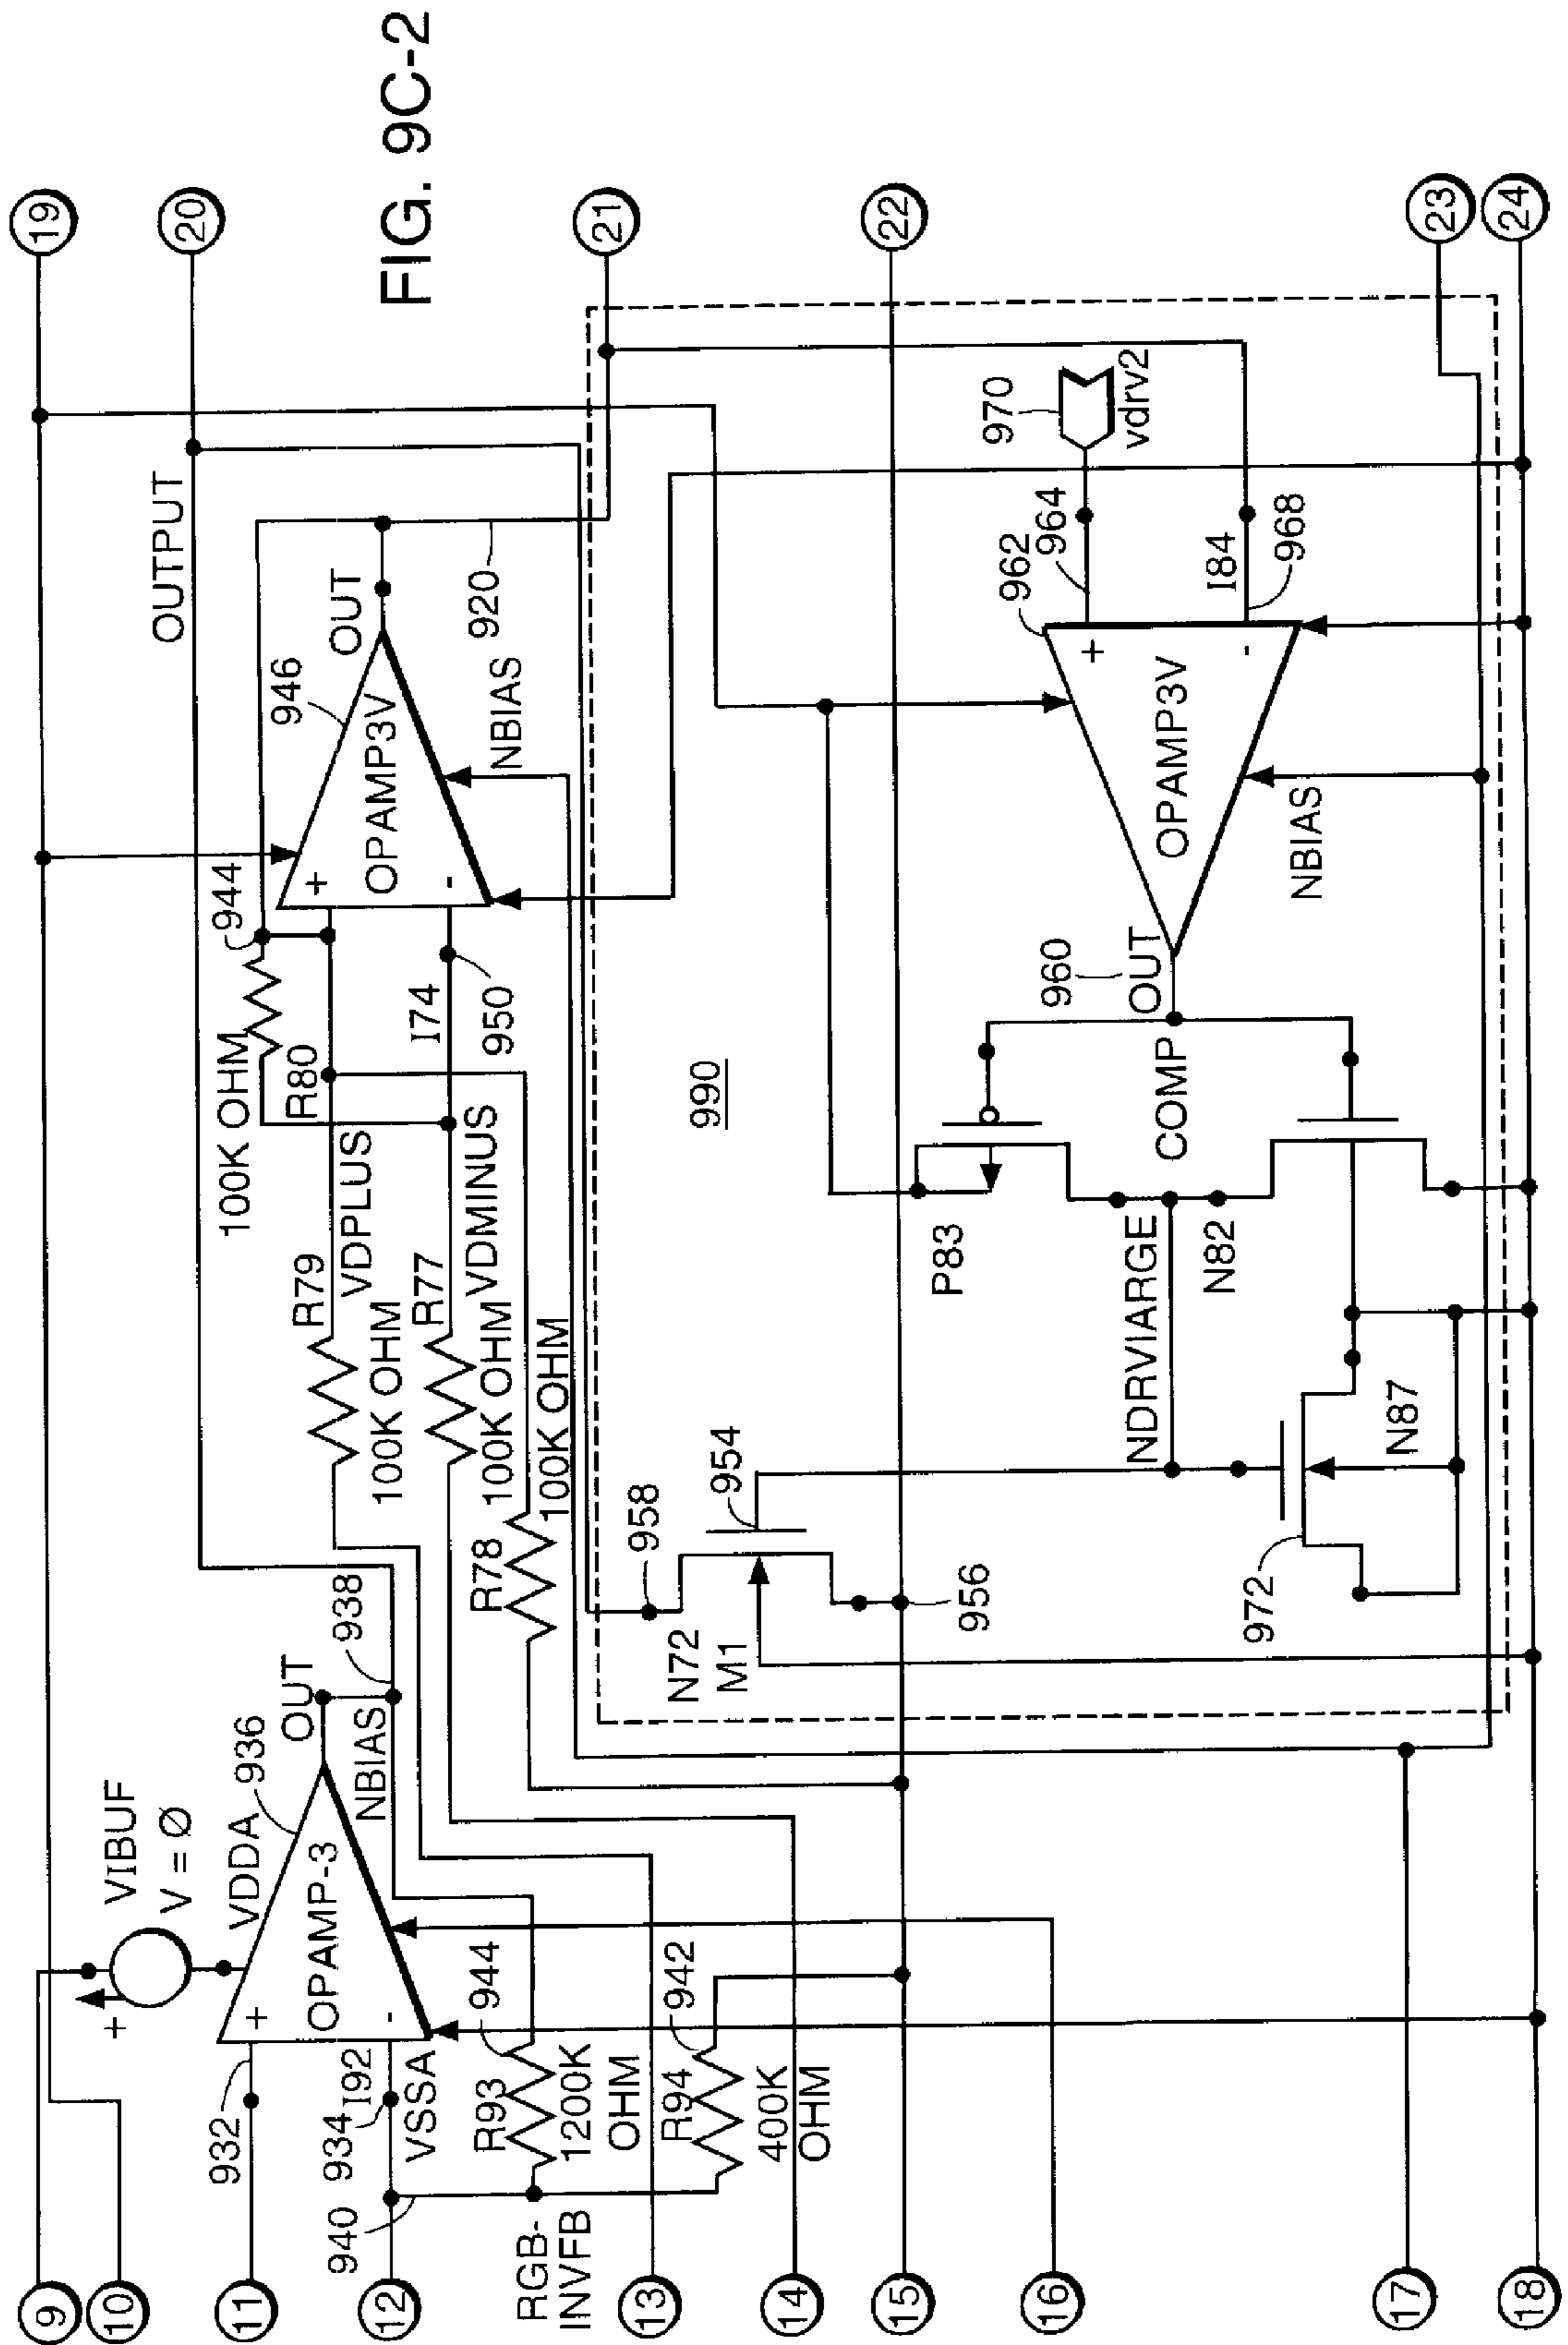 FIG. 9C-2
9
10
11
12
13
14
15
16
17
18
19
20
21
22
23
24
VIBUF
V = Ø
+
VDDA
936
OUT
938
OPAMP-3
+
-
NBIAS
932
934
I92
VSSA
940
R93
944
1200K
OHM
R94
942
400K
OHM
RGB-
INVFB
OUTPUT
R79
VDPLUS
100K OHM
R77
VDMINUS
100K OHM
R78
100K OHM
100K OHM
R80
944
946
OPAMP3V
+
-
OUT
NBIAS
920
I74
950
990
958
954
N72
M1
956
P83
NDRVIARGE
N82
COMP
960
OUT
962
OPAMP3V
+
-
NBIAS
964
970
vdrv2
I84
968
972
N87